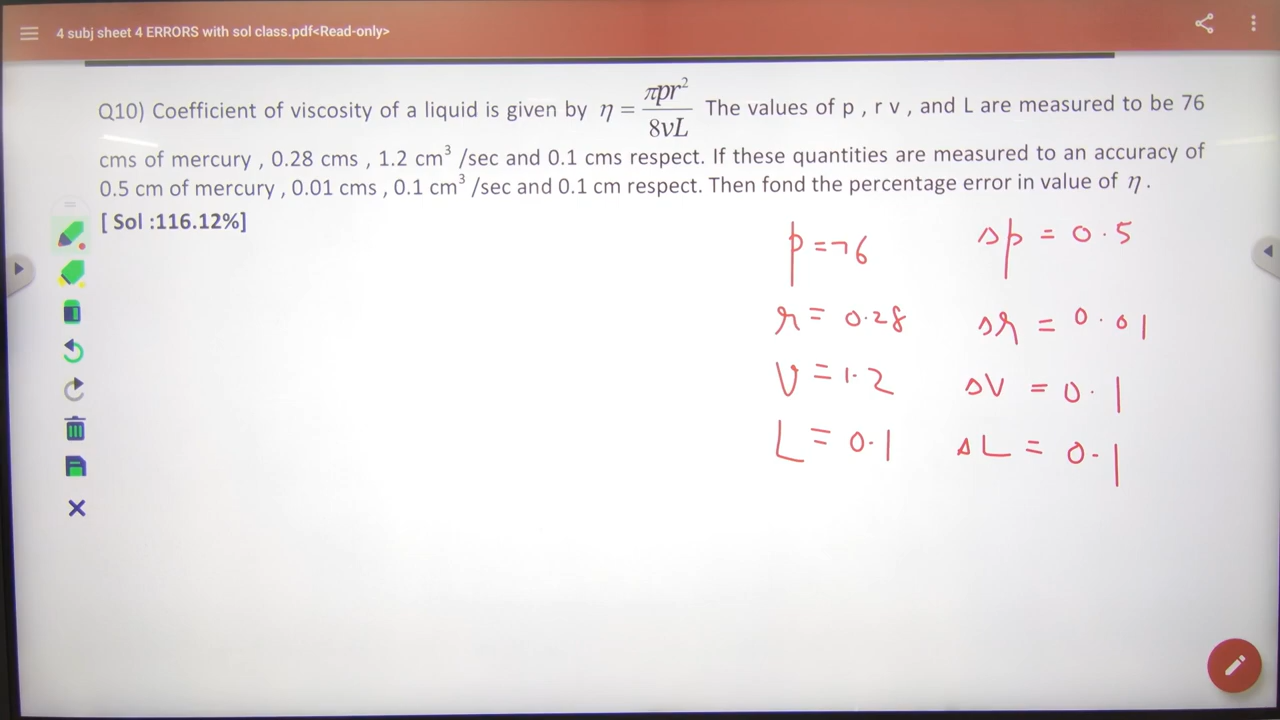 4 subj sheet 4 ERRORS with sol class.pdf<Read-only>
Q10) Coefficient of viscosity of a liquid is given by η = πpr²/8vL The values of p , r v , and L are measured to be 76
cms of mercury , 0.28 cms , 1.2 cm³ /sec and 0.1 cms respect. If these quantities are measured to an accuracy of
0.5 cm of mercury , 0.01 cms , 0.1 cm³ /sec and 0.1 cm respect. Then fond the percentage error in value of η .
[ Sol :116.12%]
p = 76 Δp = 0.5
r = 0.28 Δr = 0.01
V = 1.2 ΔV = 0.1
L = 0.1 ΔL = 0.1